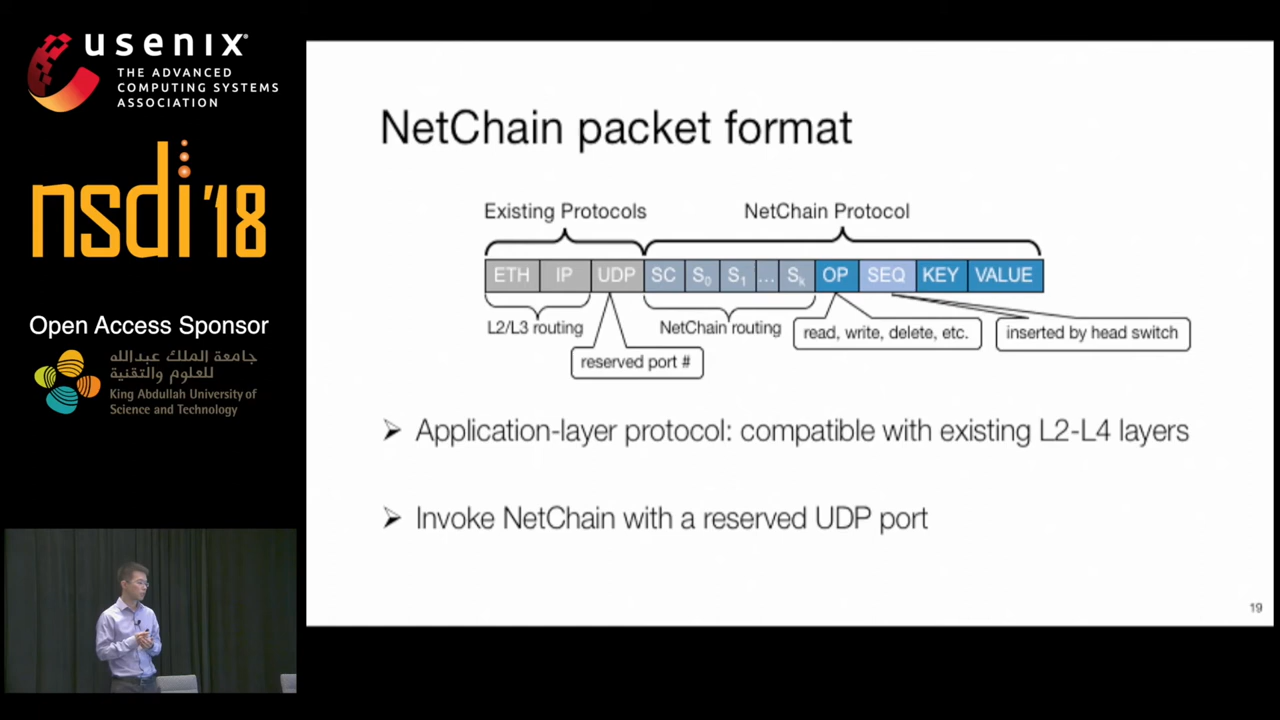 usenix
THE ADVANCED
COMPUTING SYSTEMS
ASSOCIATION
nsdi '18
Open Access Sponsor
جامعة الملك عبدالله
للعلوم والتقنية
King Abdullah University of
Science and Technology
NetChain packet format
Existing Protocols NetChain Protocol
ETH IP UDP SC S0 S1 ... Sk OP SEQ KEY VALUE
L2/L3 routing NetChain routing read, write, delete, etc. inserted by head switch
reserved port #
➢ Application-layer protocol: compatible with existing L2-L4 layers
➢ Invoke NetChain with a reserved UDP port
19